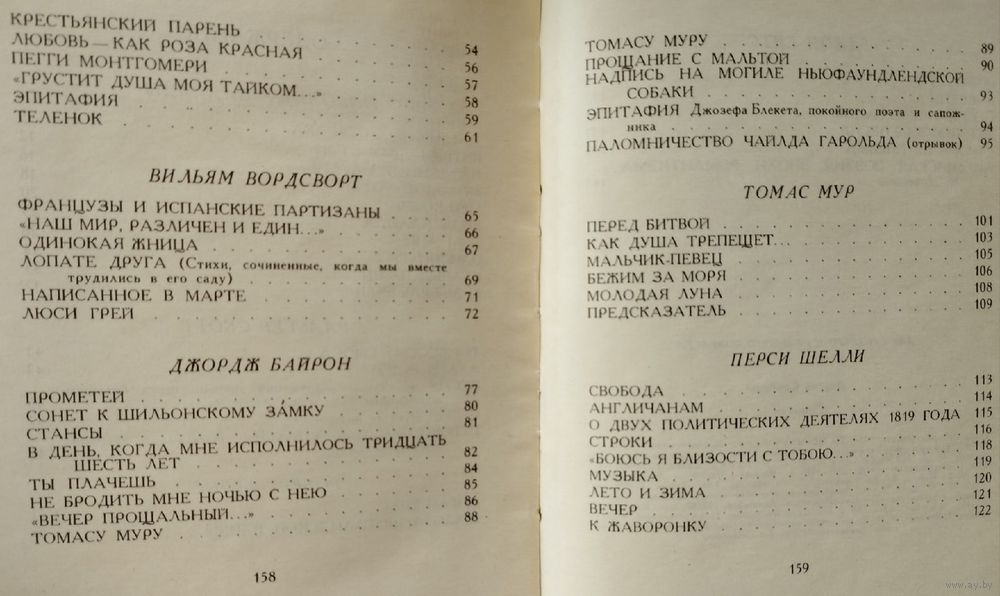 КРЕСТЬЯНСКИЙ ПАРЕНЬ . . . . . . . 54
ЛЮБОВЬ — КАК РОЗА КРАСНАЯ . . . . . . 56
ПЕГГИ МОНТГОМЕРИ . . . . . . . . 57
«ГРУСТИТ ДУША МОЯ ТАЙКОМ...» . . . . . 58
ЭПИТАФИЯ . . . . . . . . . . 59
ТЕЛЕНОК . . . . . . . . . . 61
ВИЛЬЯМ ВОРДСВОРТ
ФРАНЦУЗЫ И ИСПАНСКИЕ ПАРТИЗАНЫ . . . . 65
«НАШ МИР, РАЗЛИЧЕН И ЕДИН...» . . . . . 66
ОДИНОКАЯ ЖНИЦА . . . . . . . . 67
ЛОПАТЕ ДРУГА (Стихи, сочиненные, когда мы вместе
трудились в его саду) . . . . . . . 69
НАПИСАННОЕ В МАРТЕ . . . . . . . 71
ЛЮСИ ГРЕЙ . . . . . . . . . . 72
ДЖОРДЖ БАЙРОН
ПРОМЕТЕЙ . . . . . . . . . . 77
СОНЕТ К ШИЛЬОНСКОМУ ЗА́МКУ . . . . . 80
СТАНСЫ . . . . . . . . . . . 81
В ДЕНЬ, КОГДА МНЕ ИСПОЛНИЛОСЬ ТРИДЦАТЬ
ШЕСТЬ ЛЕТ . . . . . . . . . 82
ТЫ ПЛАЧЕШЬ . . . . . . . . . 84
НЕ БРОДИТЬ МНЕ НОЧЬЮ С НЕЮ . . . . . 85
«ВЕЧЕР ПРОЩАЛЬНЫЙ...» . . . . . . . 86
ТОМАСУ МУРУ . . . . . . . . . 88
158
ТОМАСУ МУРУ . . . . . . . . . 89
ПРОЩАНИЕ С МАЛЬТОЙ . . . . . . . 90
НАДПИСЬ НА МОГИЛЕ НЬЮФАУНДЛЕНДСКОЙ
СОБАКИ . . . . . . . . . . 93
ЭПИТАФИЯ Джозефа Блекета, покойного поэта и сапож-
ника . . . . . . . . . . . 94
ПАЛОМНИЧЕСТВО ЧАЙЛДА ГАРОЛЬДА (отрывок) 95
ТОМАС МУР
ПЕРЕД БИТВОЙ . . . . . . . . . 101
КАК ДУША ТРЕПЕЩЕТ... . . . . . . . 103
МАЛЬЧИК-ПЕВЕЦ . . . . . . . . . 105
БЕЖИМ ЗА МОРЯ . . . . . . . . . 106
МОЛОДАЯ ЛУНА . . . . . . . . . 108
ПРЕДСКАЗАТЕЛЬ . . . . . . . . . 109
ПЕРСИ ШЕЛЛИ
СВОБОДА . . . . . . . . . . . 113
АНГЛИЧАНАМ . . . . . . . . . . 114
О ДВУХ ПОЛИТИЧЕСКИХ ДЕЯТЕЛЯХ 1819 ГОДА 115
СТРОКИ . . . . . . . . . . . 116
«БОЮСЬ Я БЛИЗОСТИ С ТОБОЮ...» . . . . . 118
МУЗЫКА . . . . . . . . . . . 119
ЛЕТО И ЗИМА . . . . . . . . . 120
ВЕЧЕР . . . . . . . . . . . 121
К ЖАВОРОНКУ . . . . . . . . . 122
159
www.ay.by